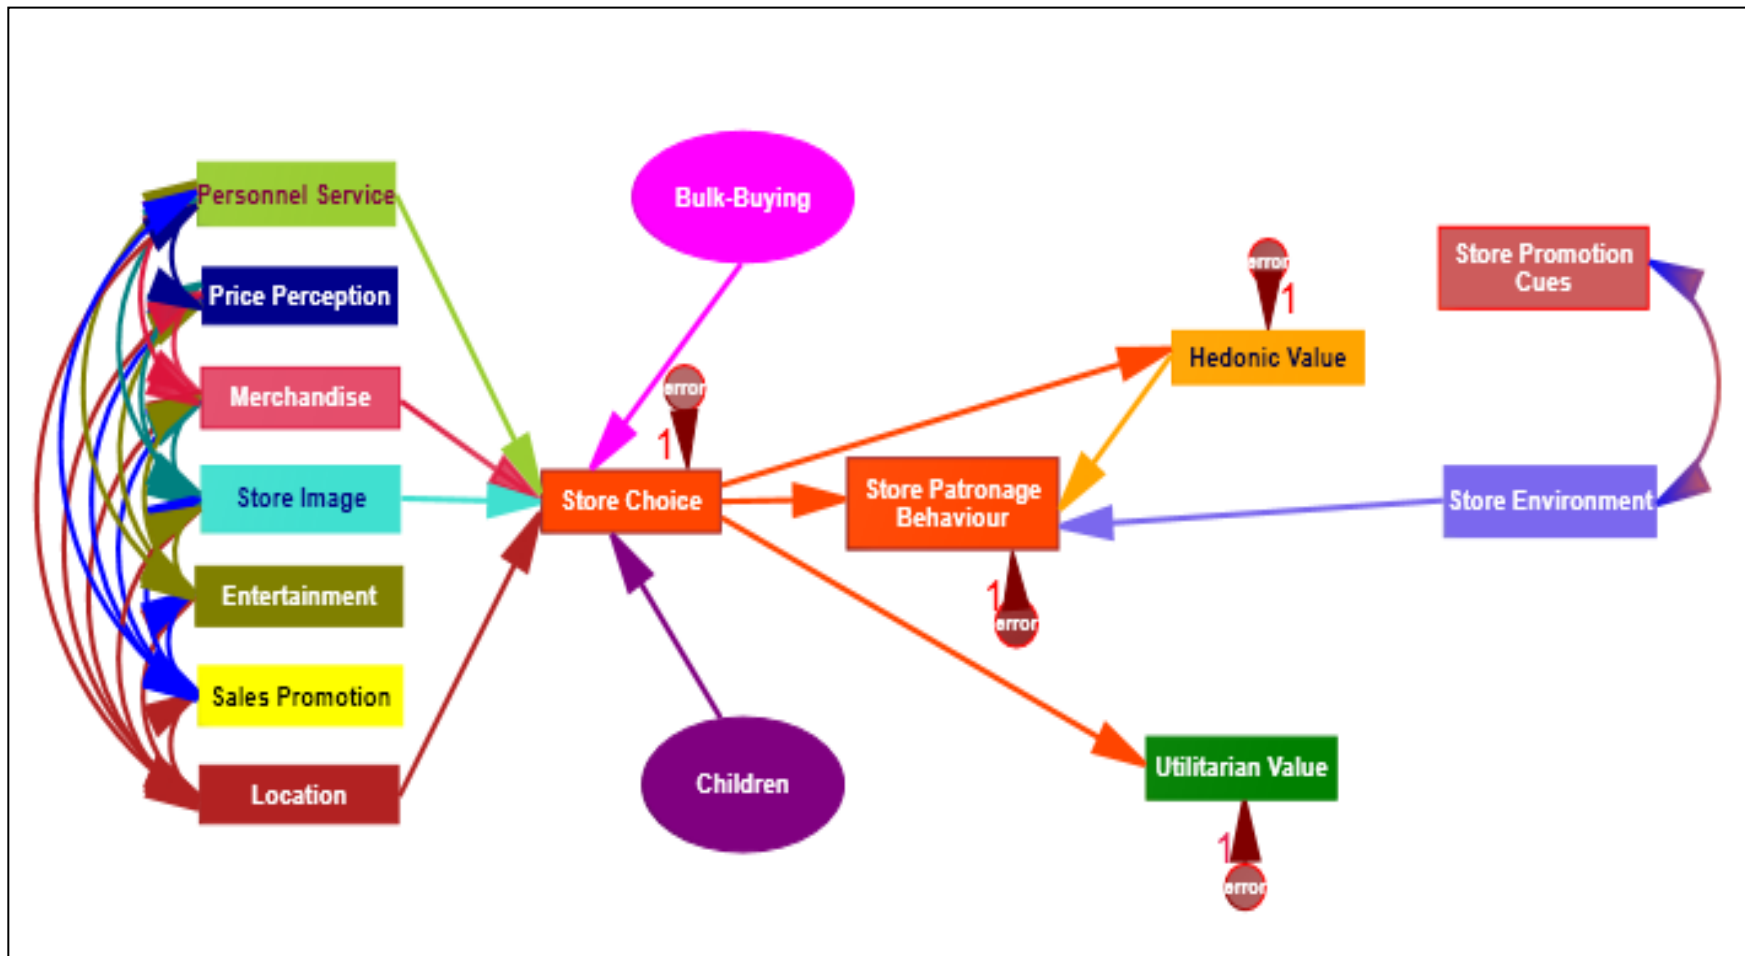 Personnel Service
Price Perception
Merchandise
Store Image
Entertainment
Sales Promotion
Location
Bulk-Buying
error
1
Store Choice
Children
Store Patronage
Behaviour
1
error
error
1
Hedonic Value
Utilitarian Value
1
error
Store Promotion
Cues
Store Environment